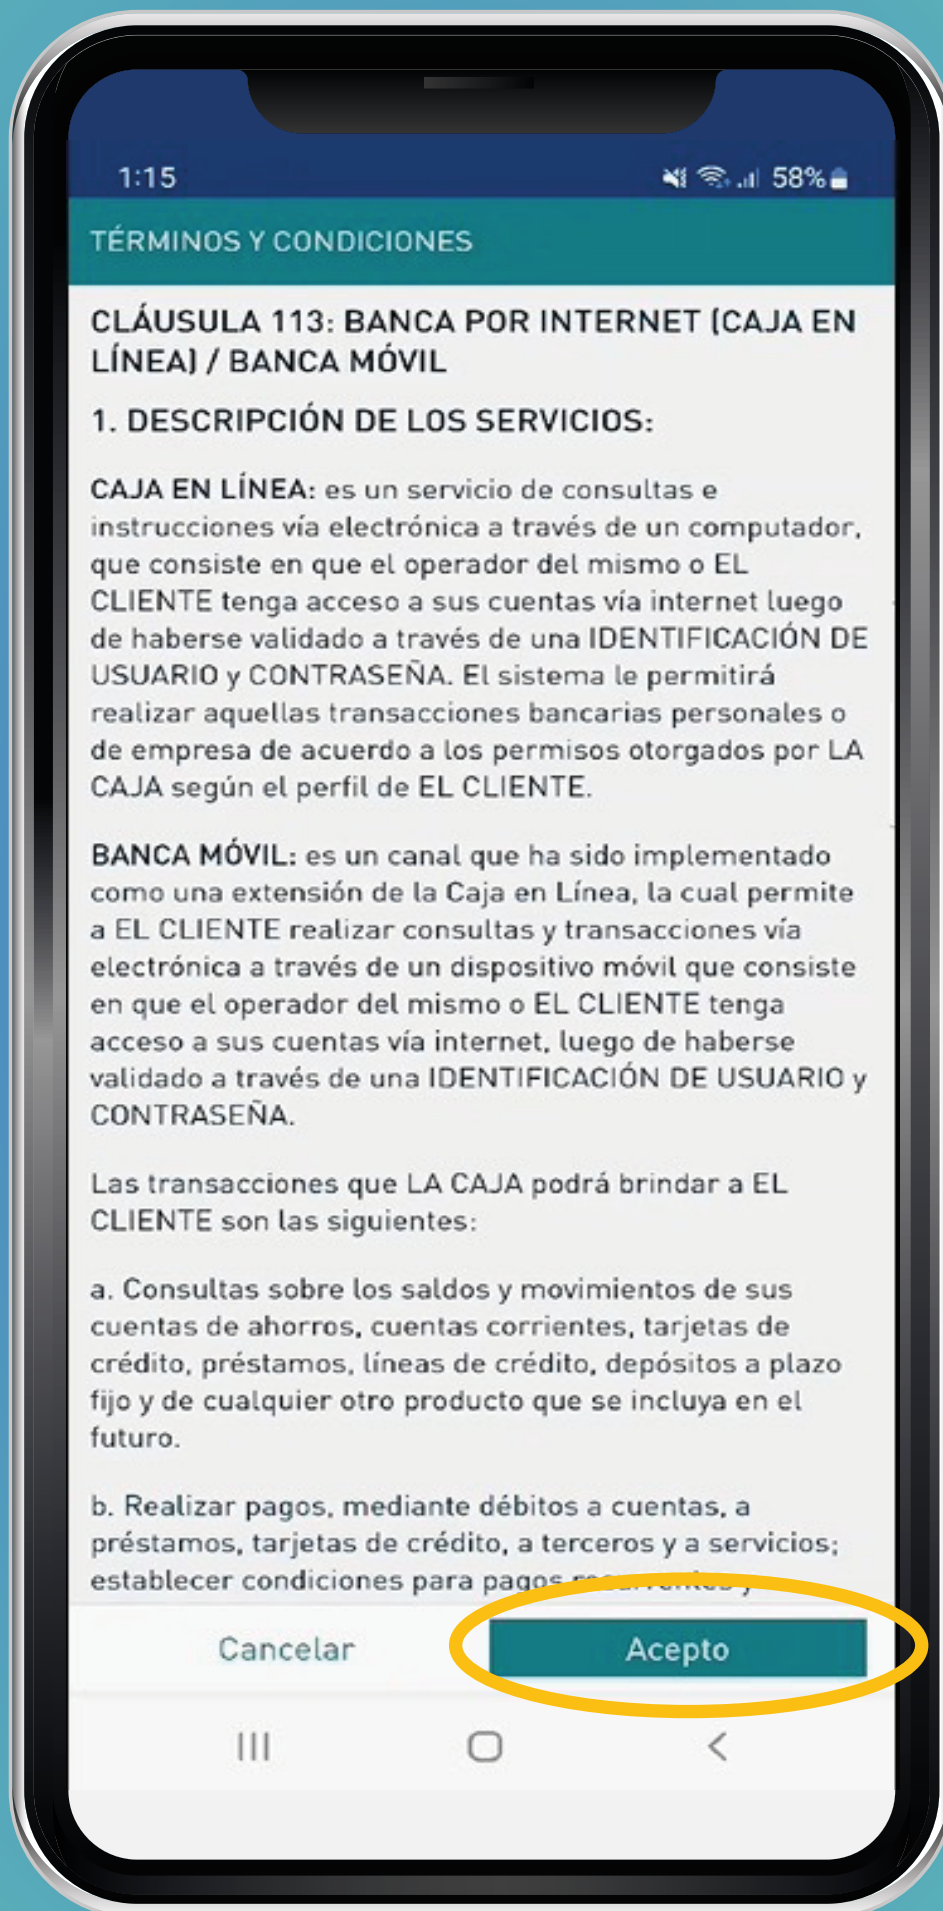 1:15
58%
TÉRMINOS Y CONDICIONES
CLÁUSULA 113: BANCA POR INTERNET (CAJA EN
LÍNEA) / BANCA MÓVIL
1. DESCRIPCIÓN DE LOS SERVICIOS:
CAJA EN LÍNEA: es un servicio de consultas e
instrucciones vía electrónica a través de un computador,
que consiste en que el operador del mismo o EL
CLIENTE tenga acceso a sus cuentas vía internet luego
de haberse validado a través de una IDENTIFICACIÓN DE
USUARIO y CONTRASEÑA. El sistema le permitirá
realizar aquellas transacciones bancarias personales o
de empresa de acuerdo a los permisos otorgados por LA
CAJA según el perfil de EL CLIENTE.
BANCA MÓVIL: es un canal que ha sido implementado
como una extensión de la Caja en Línea, la cual permite
a EL CLIENTE realizar consultas y transacciones vía
electrónica a través de un dispositivo móvil que consiste
en que el operador del mismo o EL CLIENTE tenga
acceso a sus cuentas vía internet, luego de haberse
validado a través de una IDENTIFICACIÓN DE USUARIO y
CONTRASEÑA.
Las transacciones que LA CAJA podrá brindar a EL
CLIENTE son las siguientes:
a. Consultas sobre los saldos y movimientos de sus
cuentas de ahorros, cuentas corrientes, tarjetas de
crédito, préstamos, líneas de crédito, depósitos a plazo
fijo y de cualquier otro producto que se incluya en el
futuro.
b. Realizar pagos, mediante débitos a cuentas, a
préstamos, tarjetas de crédito, a terceros y a servicios;
establecer condiciones para pagos
Cancelar
Acepto